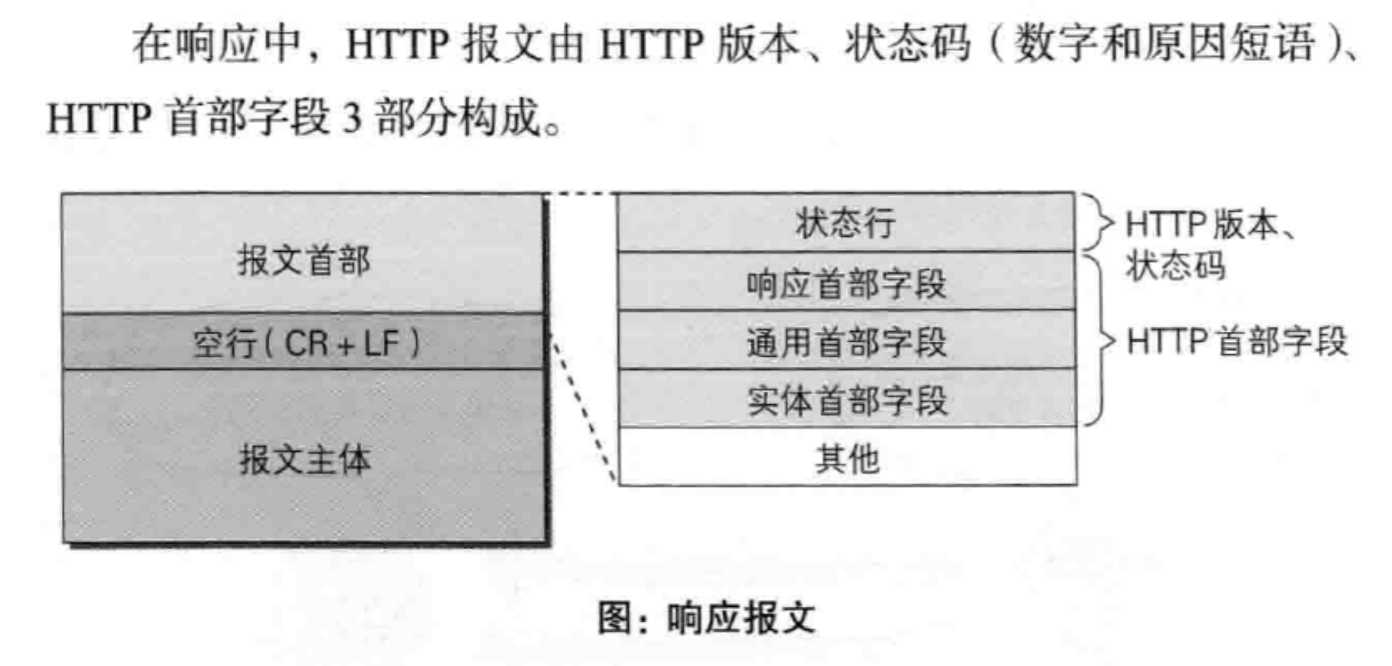 在响应中，HTTP 报文由 HTTP 版本、状态码（数字和原因短语）、
HTTP 首部字段 3 部分构成。
报文首部
空行（CR + LF）
报文主体
状态行
响应首部字段
通用首部字段
实体首部字段
其他
HTTP 版本、
状态码
HTTP 首部字段
图：响应报文